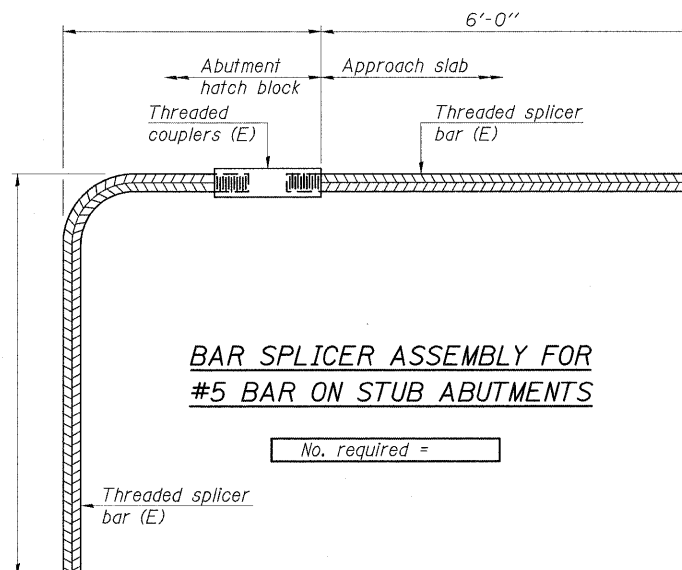 6'-0''
Abutment
hatch block
Approach slab
Threaded
couplers (E)
Threaded splicer
bar (E)
BAR SPLICER ASSEMBLY FOR
#5 BAR ON STUB ABUTMENTS
No. required =
Threaded splicer
bar (E)